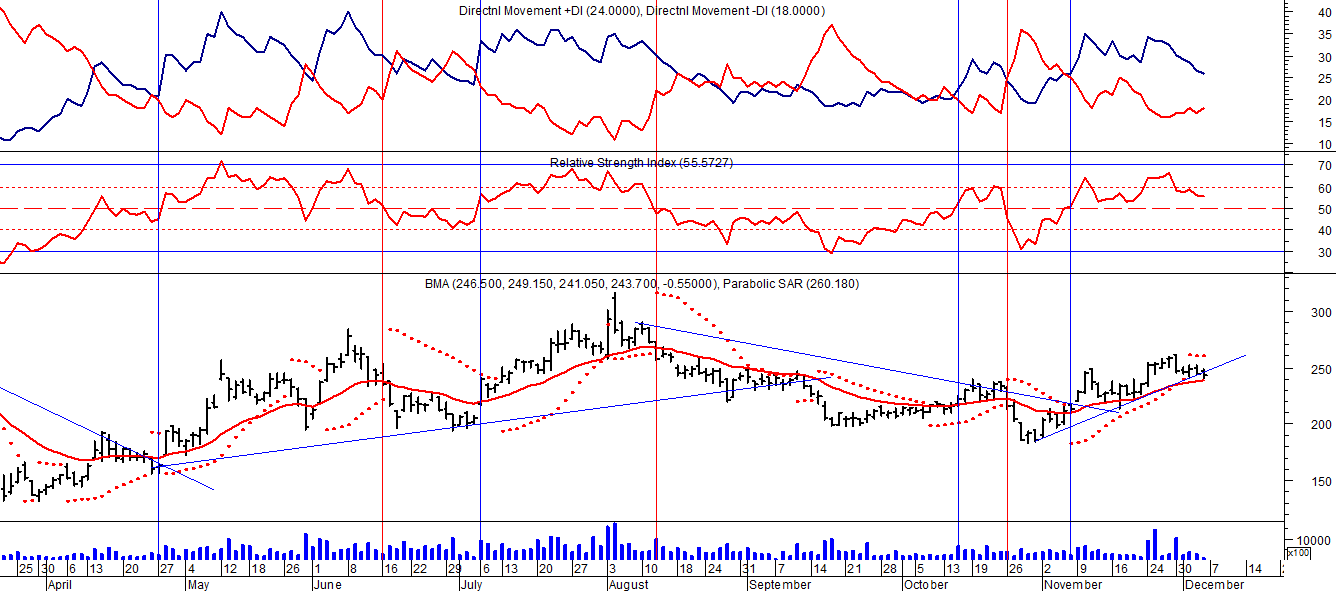 Directnl Movement +DI (24.0000), Directnl Movement -DI (18.0000)
40
35
30
25
20
15
10
Relative Strength Index (55.5727)
70
60
50
40
30
BMA (246.500, 249.150, 241.050, 243.700, -0.55000), Parabolic SAR (260.180)
300
250
200
150
10000
x100
25 30 6 13 20 27 4 12 18 26 1 8 16 22 29 6 13 20 27 3 10 18 24 31 7 14 21 28 5 13 19 26 2 9 16 24 30 7 14
April May June July August September October November December